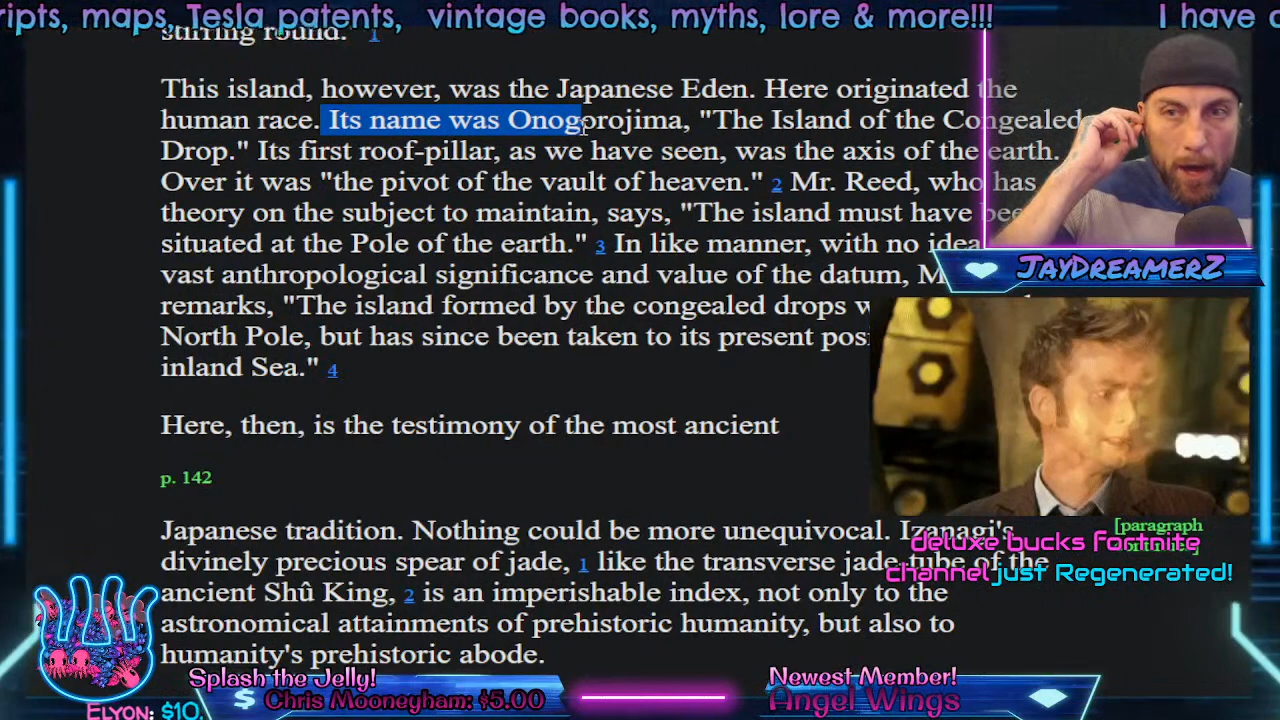 ripts, maps, Tesla patents, vintage books, myths, lore & more!!! I have
stirring round." 1
This island, however, was the Japanese Eden. Here originated the
human race. Its name was Onogorojima, "The Island of the Congealed
Drop." Its first roof-pillar, as we have seen, was the axis of the earth.
Over it was "the pivot of the vault of heaven." 2 Mr. Reed, who has
theory on the subject to maintain, says, "The island must have been
situated at the Pole of the earth." 3 In like manner, with no idea
vast anthropological significance and value of the datum, M
remarks, "The island formed by the congealed drops w
North Pole, but has since been taken to its present posi
inland Sea." 4
JayDreamerZ
Here, then, is the testimony of the most ancient
p. 142
[paragraph
Japanese tradition. Nothing could be more unequivocal. Izanagi's
divinely precious spear of jade, 1 like the transverse jade-tube of the
ancient Shû King, 2 is an imperishable index, not only to the
astronomical attainments of prehistoric humanity, but also to
humanity's prehistoric abode.
deluxe bucks fortnite
channel just Regenerated!
Splash the Jelly!
Chris Mooneyham: $5.00
Newest Member!
Angel Wings
Elyon: $10.